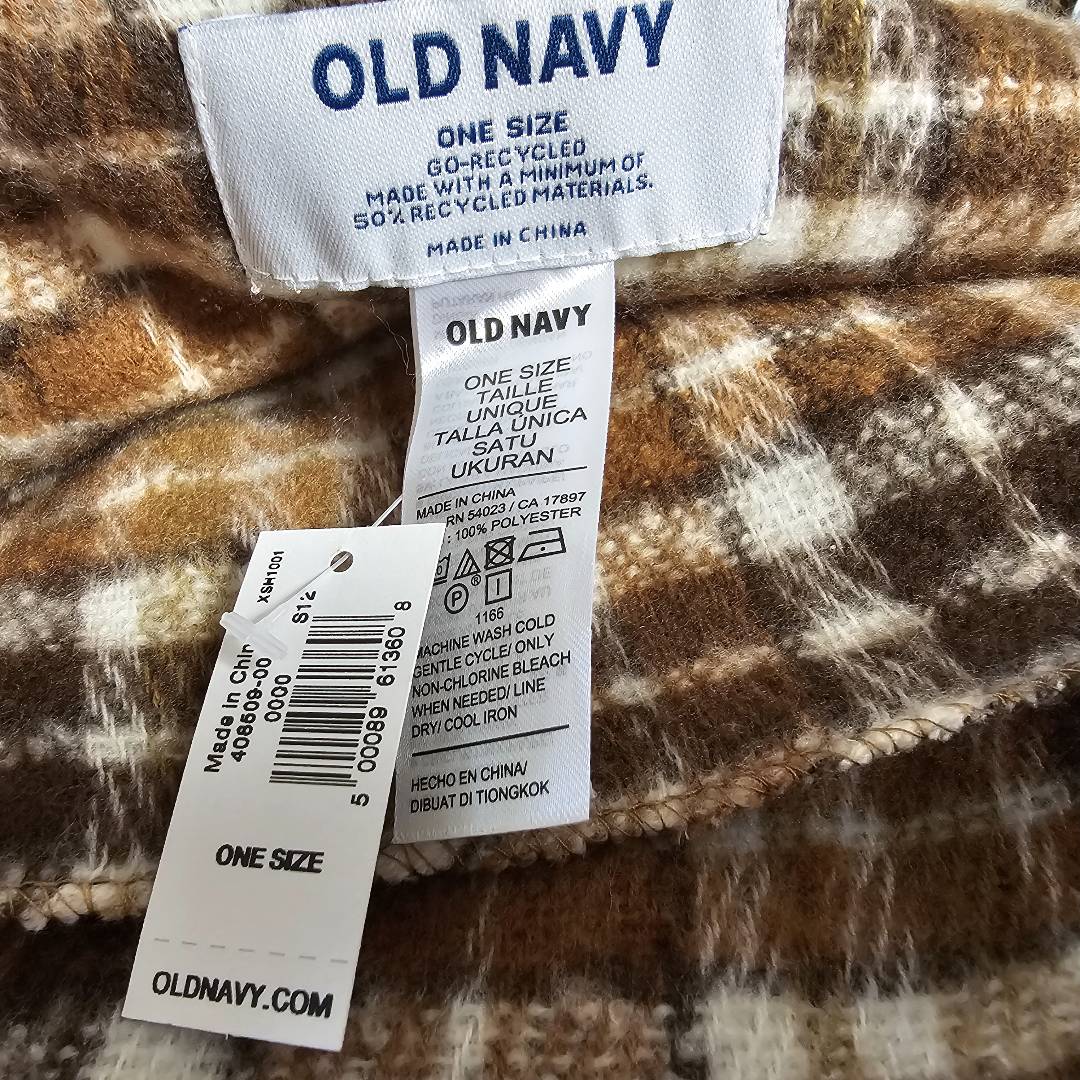 OLD NAVY
ONE SIZE
GO-RECYCLED
MADE WITH A MINIMUM OF
50% RECYCLED MATERIALS.
MADE IN CHINA
OLD NAVY
ONE SIZE
TAILLE
UNIQUE
TALLA ÚNICA
SATU
UKURAN
MADE IN CHINA
RN 54023 / CA 17897
: 100% POLYESTER
P
1166
MACHINE WASH COLD
GENTLE CYCLE/ ONLY
NON-CHLORINE BLEACH
WHEN NEEDED/ LINE
DRY/ COOL IRON
HECHO EN CHINA/
DIBUAT DI TIONGKOK
XSH1001
Made in Chin
408509-00
0000 S12
5 00089 61360 8
ONE SIZE
OLDNAVY.COM